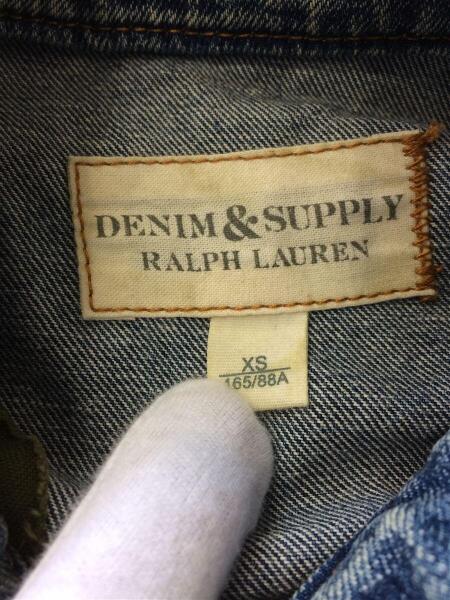 DENIM & SUPPLY
RALPH LAUREN
XS
165/88A